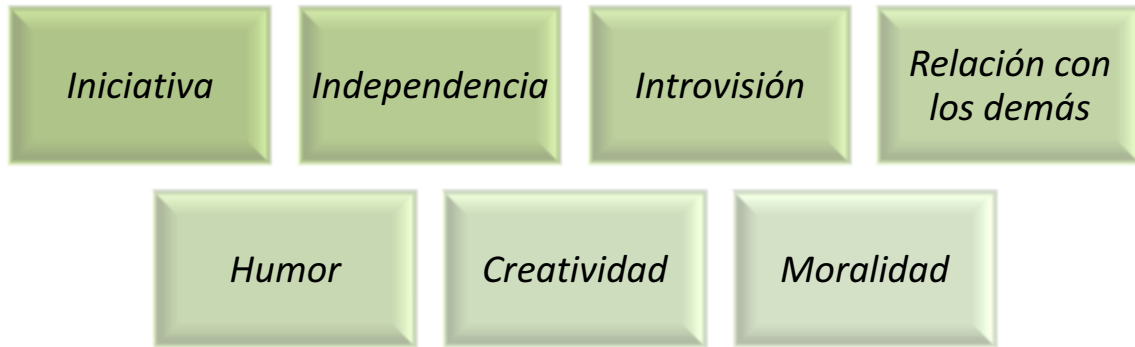 Iniciativa
Independencia
Introvisión
Relación con
los demás
Humor
Creatividad
Moralidad